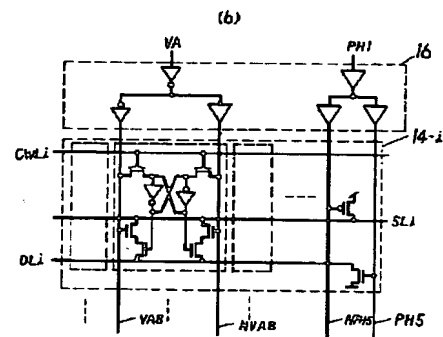 (b)
VA
PH1
16
14-i
CWLi
SLi
DLi
VAB
NVAB
NPH5
PH5